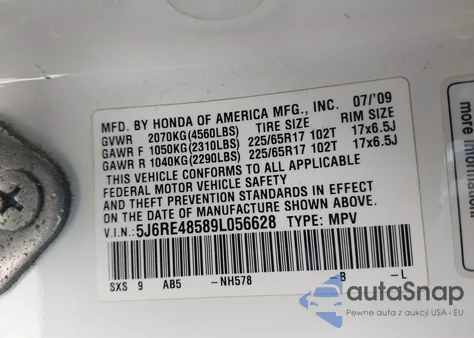 MFD. BY HONDA OF AMERICA MFG., INC. 07/'09
GVWR 2070KG(4560LBS) TIRE SIZE RIM SIZE
GAWR F 1050KG(2310LBS) 225/65R17 102T 17x6.5J
GAWR R 1040KG(2290LBS) 225/65R17 102T 17x6.5J
THIS VEHICLE CONFORMS TO ALL APPLICABLE
FEDERAL MOTOR VEHICLE SAFETY
AND THEFT PREVENTION STANDARDS IN EFFECT
ON THE DATE OF MANUFACTURE SHOWN ABOVE.
V.I.N.: 5J6RE48589L056628 TYPE: MPV
SXS 9 AB5 -NH578 -B -L
autoSnap
Pewne auta z aukcji USA i EU